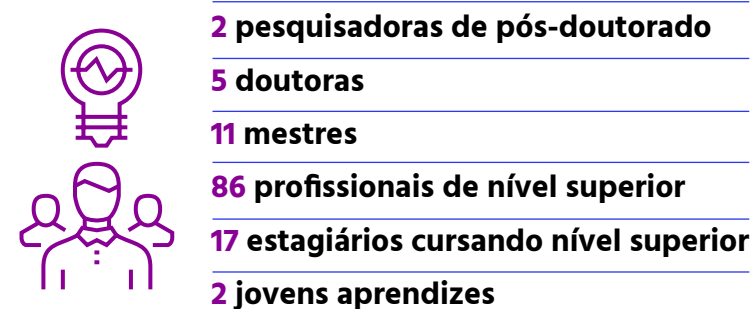 2 pesquisadoras de pós-doutorado
5 doutoras
11 mestres
86 profissionais de nível superior
17 estagiários cursando nível superior
2 jovens aprendizes